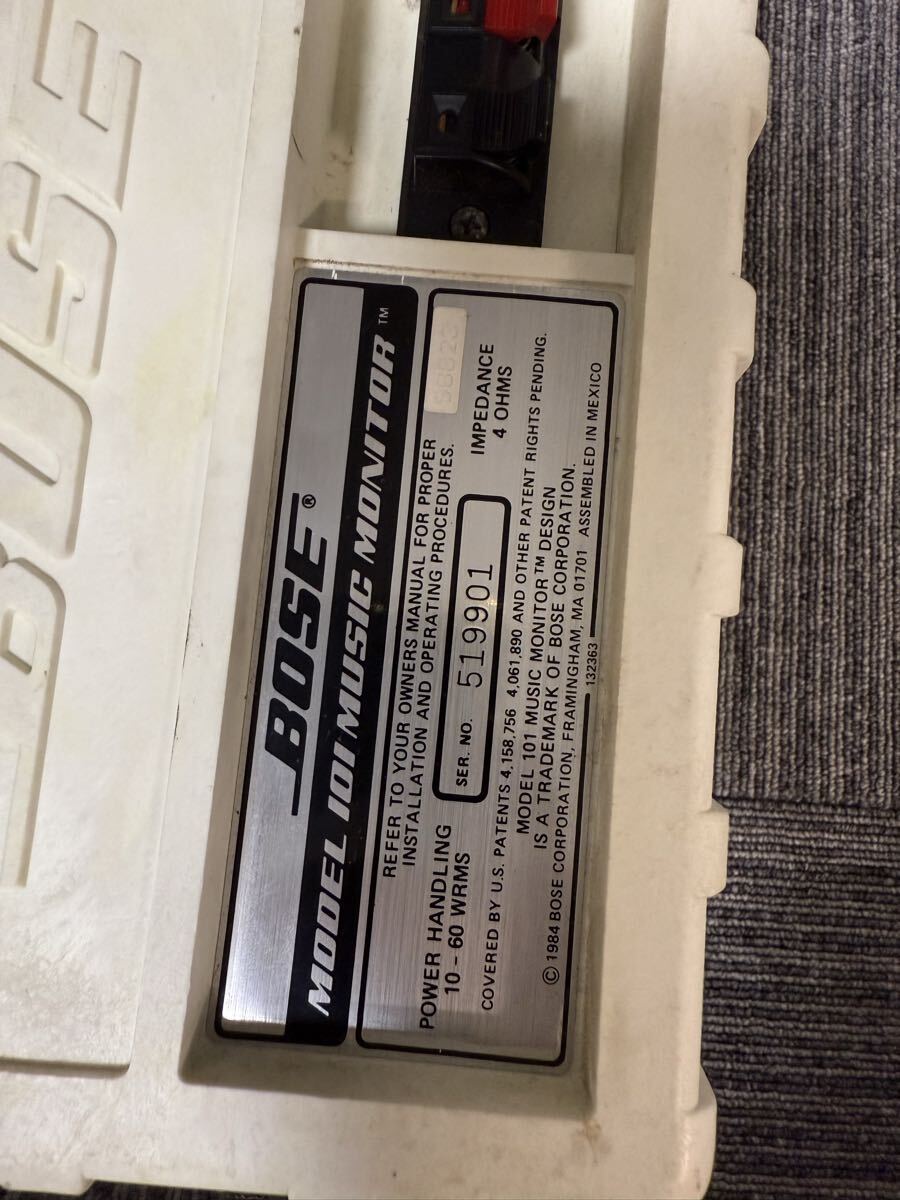 BOSE
BOSE®
MODEL 101 MUSIC MONITOR™
REFER TO YOUR OWNERS MANUAL FOR PROPER
INSTALLATION AND OPERATING PROCEDURES.
POWER HANDLING
10 - 60 WRMS
SER. NO. 519901
IMPEDANCE
4 OHMS
COVERED BY U.S. PATENTS 4,158,756 4,061,890 AND OTHER PATENT RIGHTS PENDING.
MODEL 101 MUSIC MONITOR™ DESIGN
IS A TRADEMARK OF BOSE CORPORATION.
©1984 BOSE CORPORATION, FRAMINGHAM, MA 01701 ASSEMBLED IN MEXICO
132363